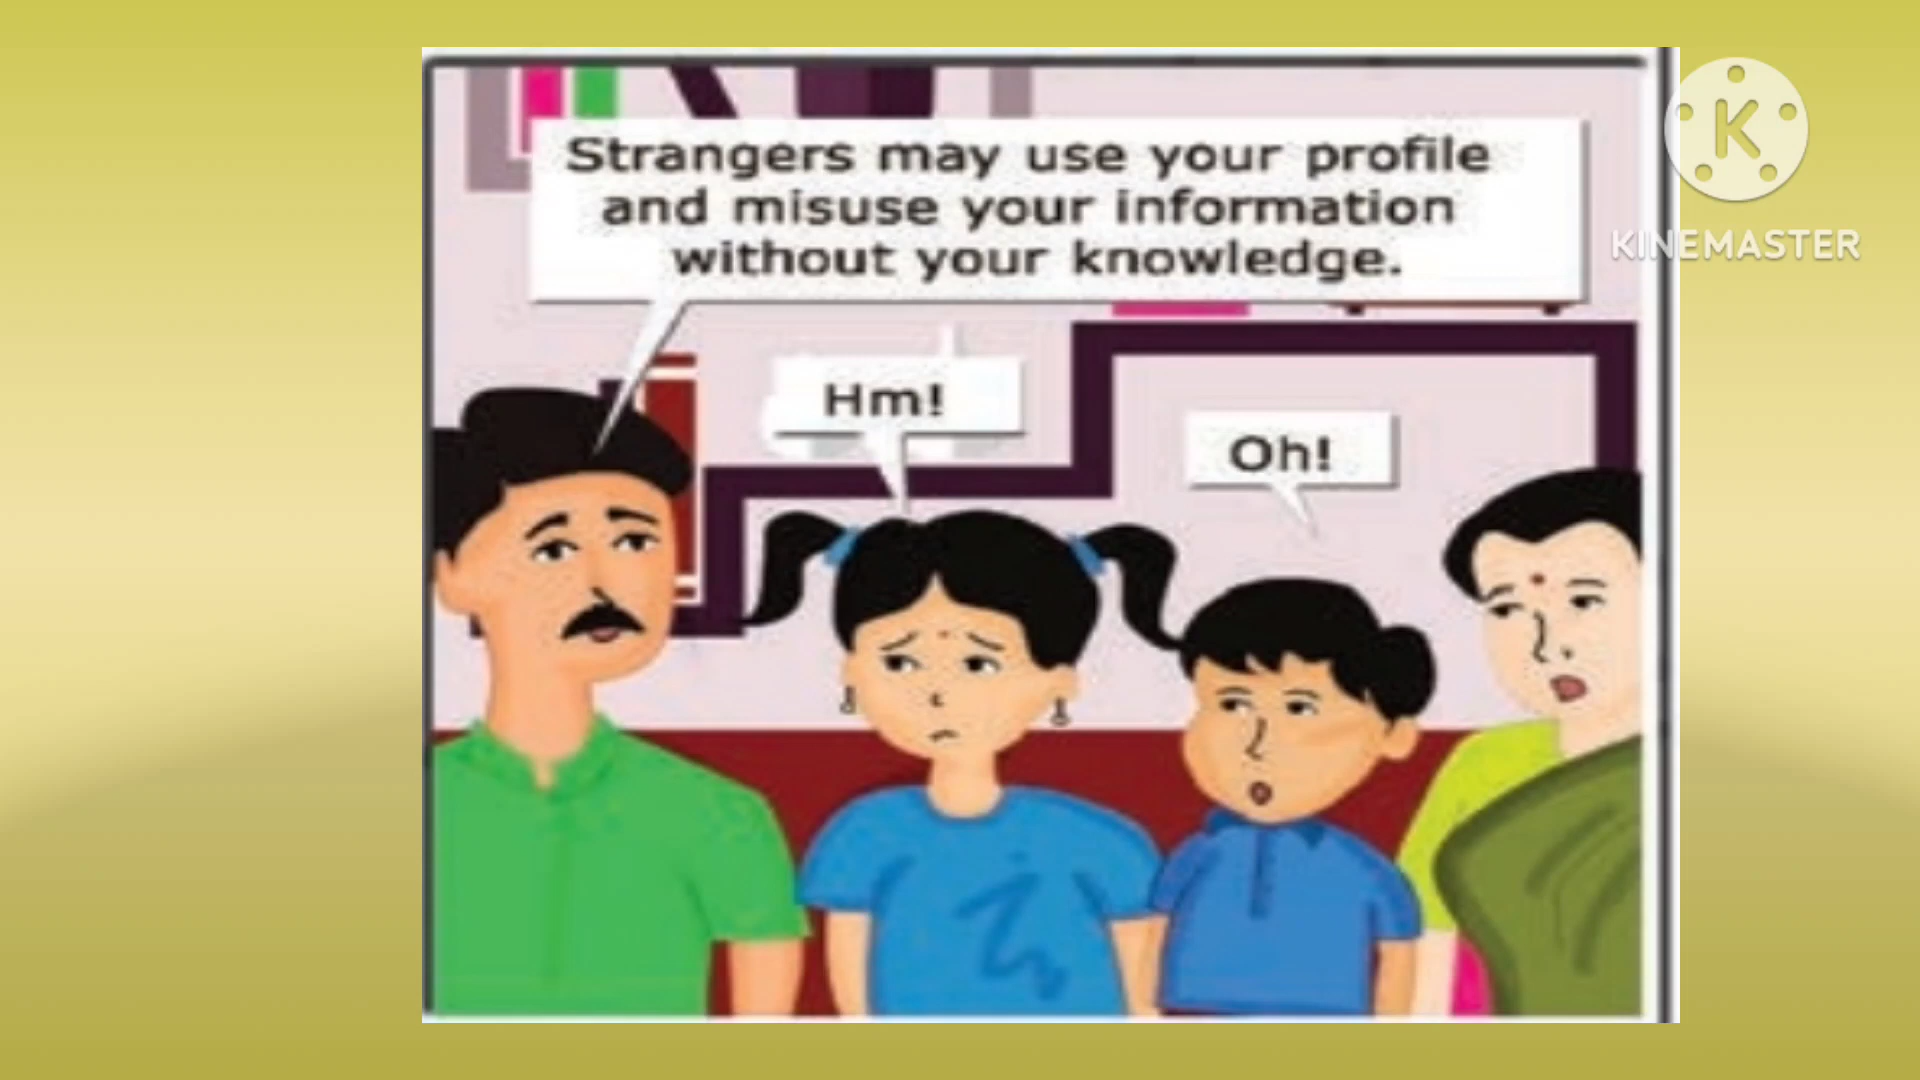 Strangers may use your profile
and misuse your information
without your knowledge.
Hm!
Oh!
K
KINEMASTER